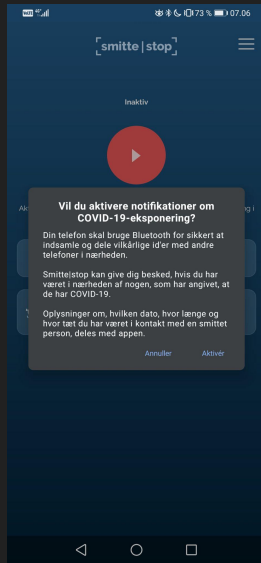 73 % 07.06
smitte|stop
Inaktiv
Vil du aktivere notifikationer om
COVID-19-eksponering?
Din telefon skal bruge Bluetooth for sikkert at
indsamle og dele vilkårlige id'er med andre
telefoner i nærheden.
Smittelstop kan give dig besked, hvis du har
været i nærheden af nogen, som har angivet, at
de har COVID-19.
Oplysninger om, hvilken dato, hvor længe og
hvor tæt du har været i kontakt med en smittet
person, deles med appen.
Annuller Aktivér